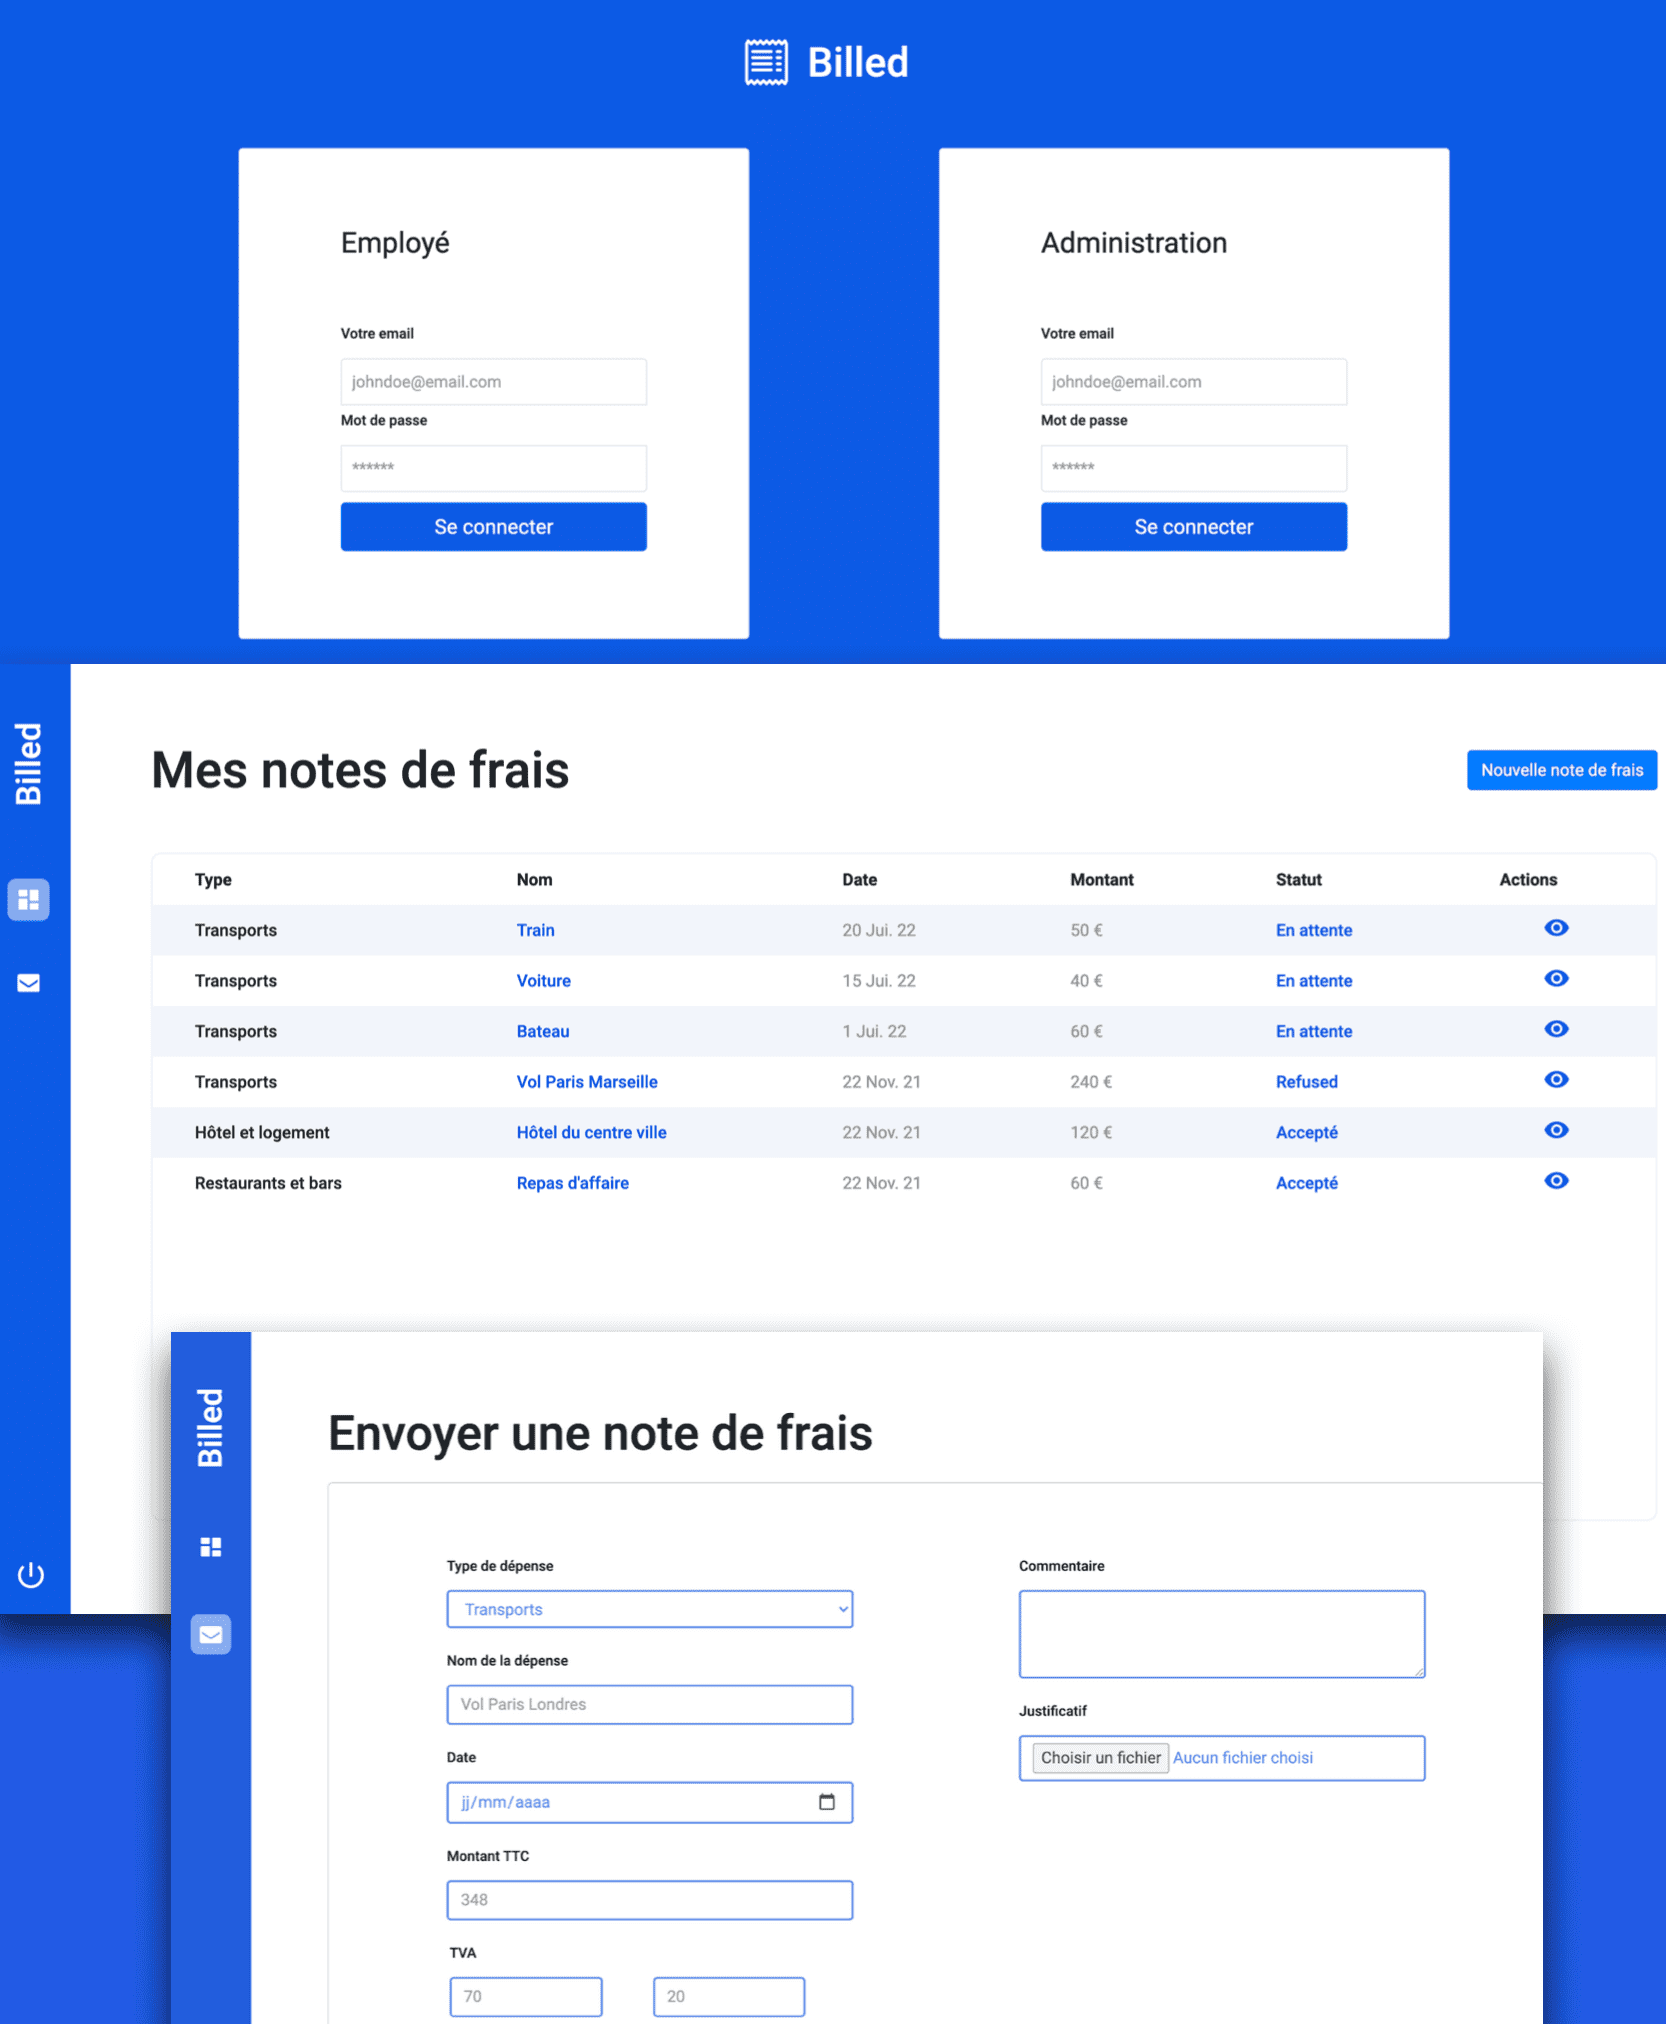 Billed
Employé
Votre email
johndoe@email.com
Mot de passe
******
Se connecter
Administration
Votre email
johndoe@email.com
Mot de passe
******
Se connecter
Billed
Mes notes de frais
Nouvelle note de frais
Type Nom Date Montant Statut Actions
Transports Train 20 Jui. 22 50 € En attente
Transports Voiture 15 Jui. 22 40 € En attente
Transports Bateau 1 Jui. 22 60 € En attente
Transports Vol Paris Marseille 22 Nov. 21 240 € Refused
Hôtel et logement Hôtel du centre ville 22 Nov. 21 120 € Accepté
Restaurants et bars Repas d'affaire 22 Nov. 21 60 € Accepté
Billed
Envoyer une note de frais
Type de dépense
Transports
Nom de la dépense
Vol Paris Londres
Date
jj/mm/aaaa
Montant TTC
348
TVA
70 20
Commentaire
Justificatif
Choisir un fichier Aucun fichier choisi